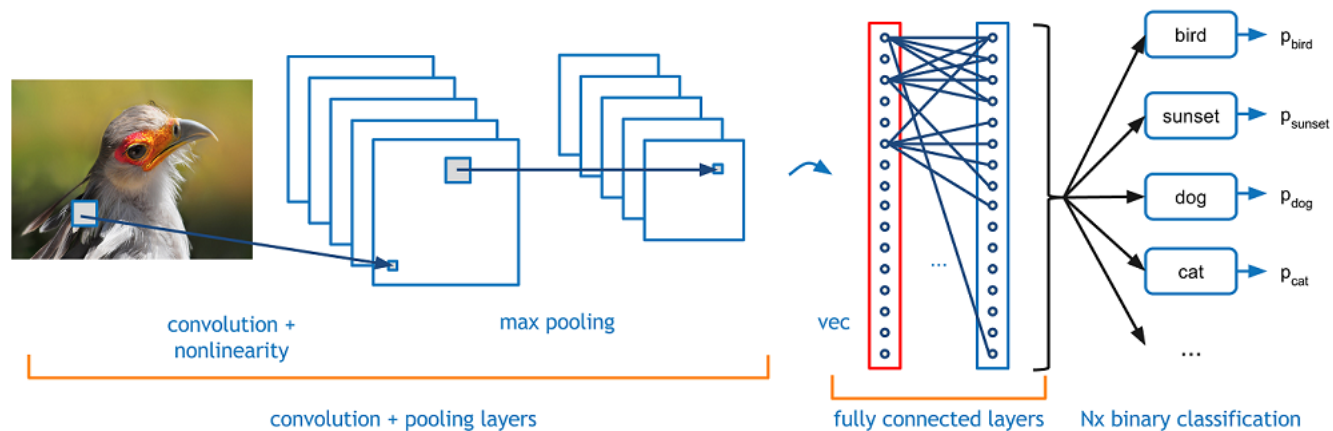 bird
p_bird
sunset
p_sunset
dog
p_dog
cat
p_cat
...
...
convolution +
nonlinearity
max pooling
vec
convolution + pooling layers
fully connected layers
Nx binary classification